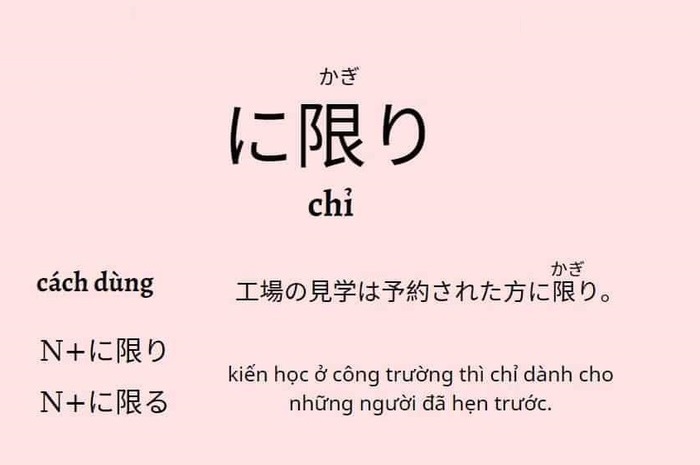 かぎ
に限り
chỉ
cách dùng
かぎ
工場の見学は予約された方に限り。
N+に限り
N+に限る
kiến học ở công trường thì chỉ dành cho
những người đã hẹn trước.